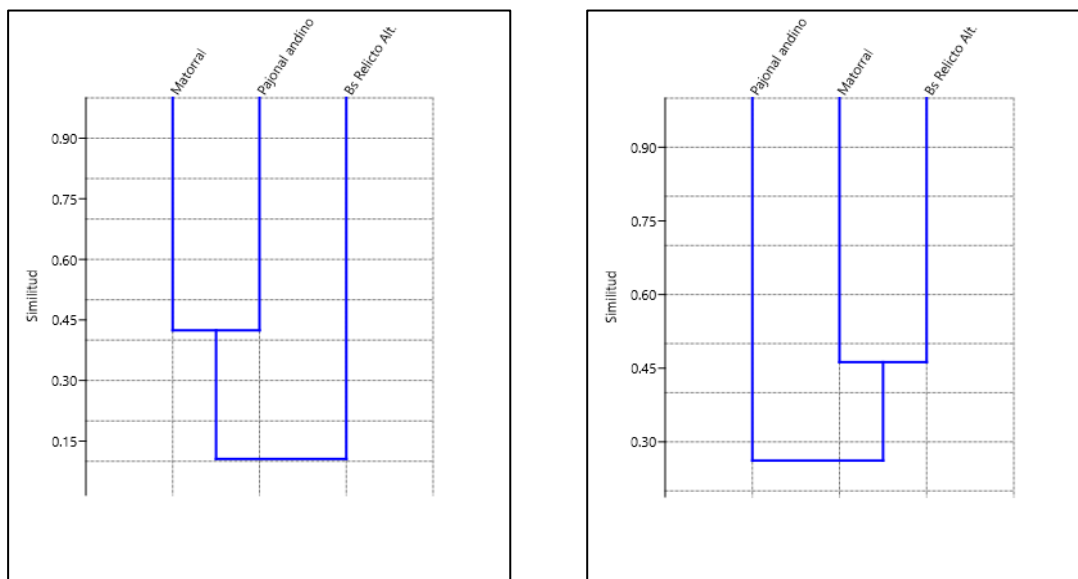 Matorral
Pajonal andino
Bs Relicto Alt.
0.90
0.75
0.60
0.45
0.30
0.15
Similitud
Pajonal andino
Matorral
Bs Relicto Alt.
0.90
0.75
0.60
0.45
0.30
Similitud